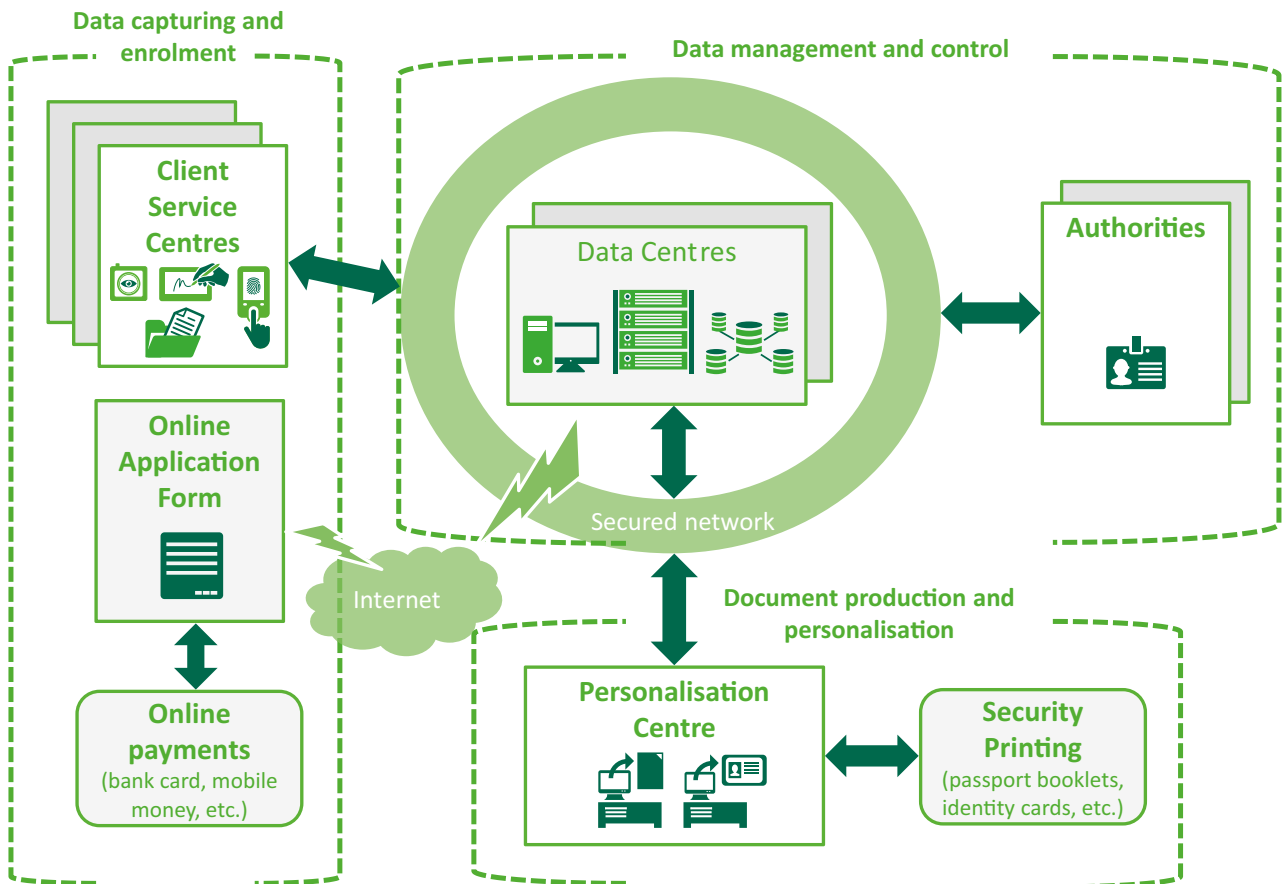 Data capturing and
enrolment
Data management and control
Client
Service
Centres
Data Centres
Authorities
Online
Application
Form
Secured network
Internet
Document production and
personalisation
Online
payments
(bank card, mobile
money, etc.)
Personalisation
Centre
Security
Printing
(passport booklets,
identity cards, etc.)